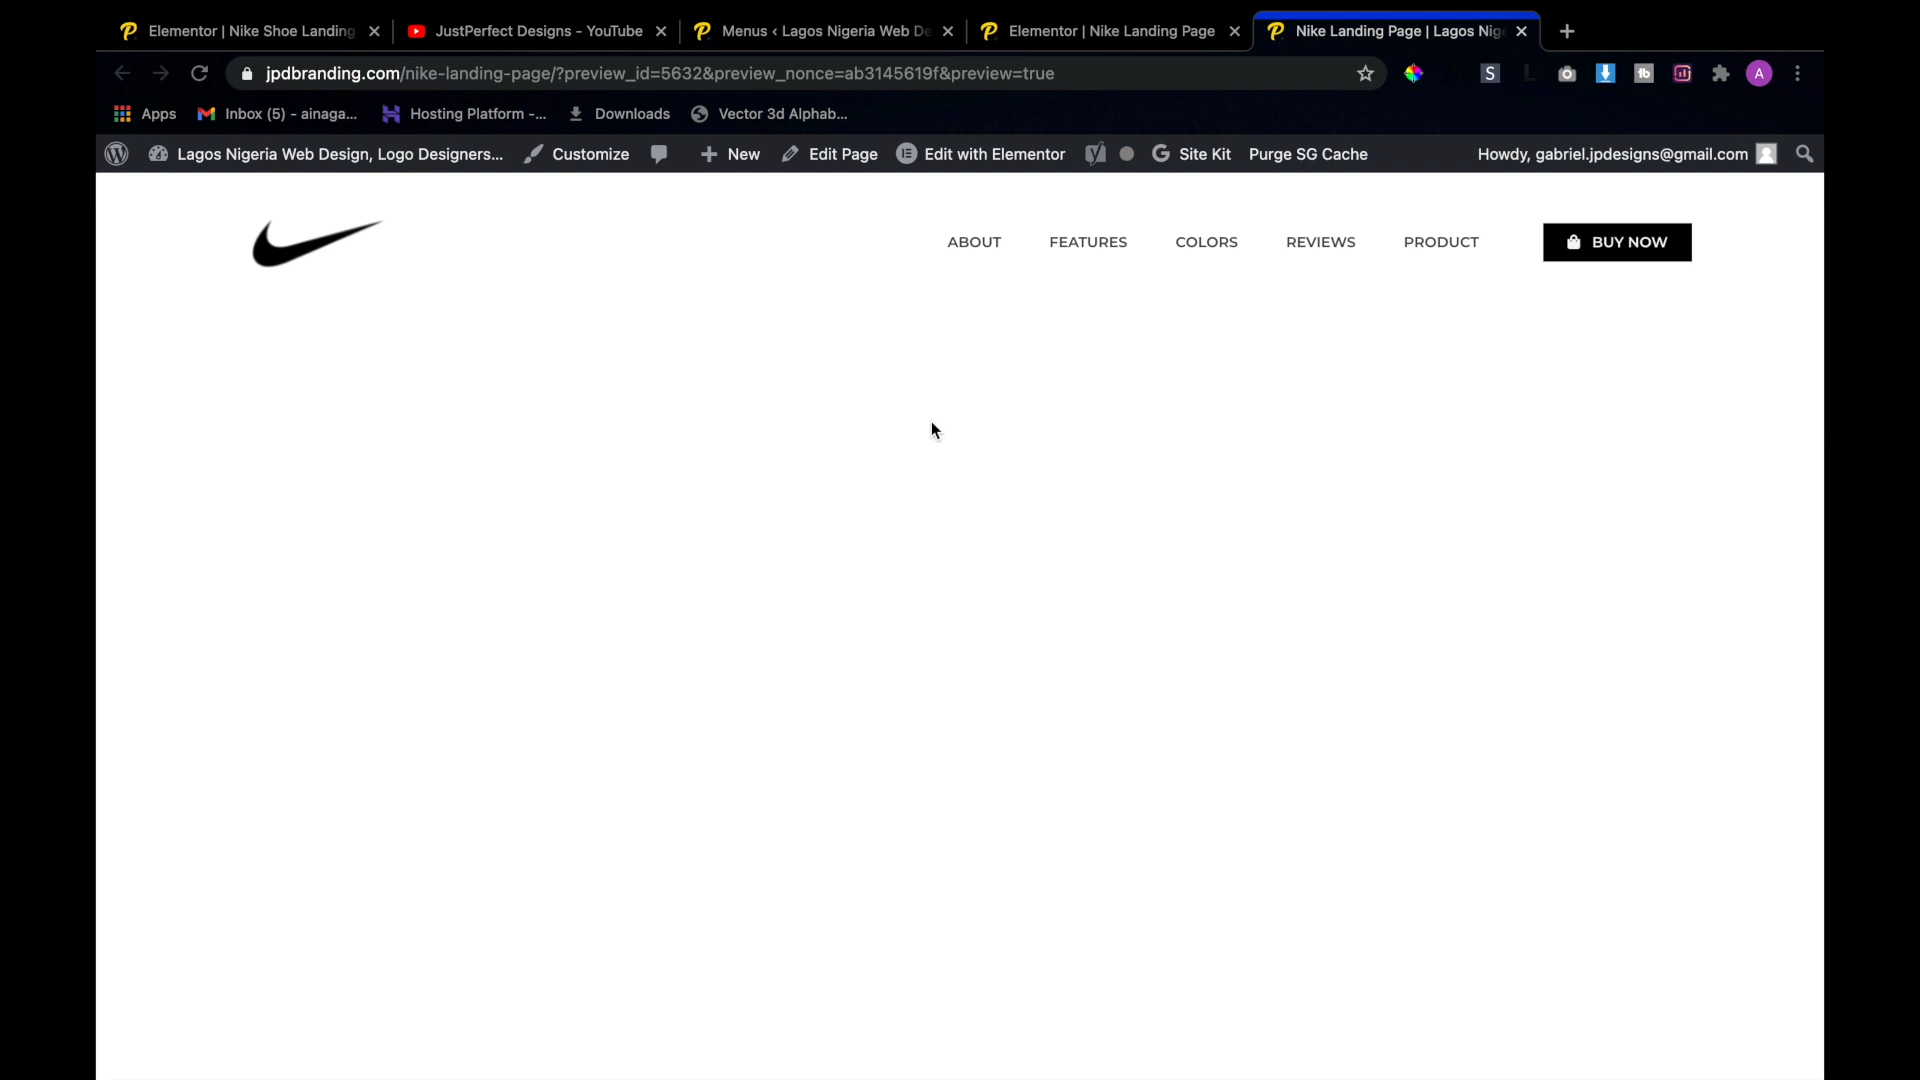 Elementor | Nike Shoe Landing
JustPerfect Designs - YouTube
Menus ‹ Lagos Nigeria Web De
Elementor | Nike Landing Page
Nike Landing Page | Lagos Nig
jpdbranding.com/nike-landing-page/?preview_id=5632&preview_nonce=ab3145619f&preview=true
S
L
tb
A
Apps
Inbox (5) - ainaga...
Hosting Platform -...
Downloads
Vector 3d Alphab...
Lagos Nigeria Web Design, Logo Designers...
Customize
New
Edit Page
Edit with Elementor
Site Kit
Purge SG Cache
Howdy, gabriel.jpdesigns@gmail.com
ABOUT
FEATURES
COLORS
REVIEWS
PRODUCT
BUY NOW